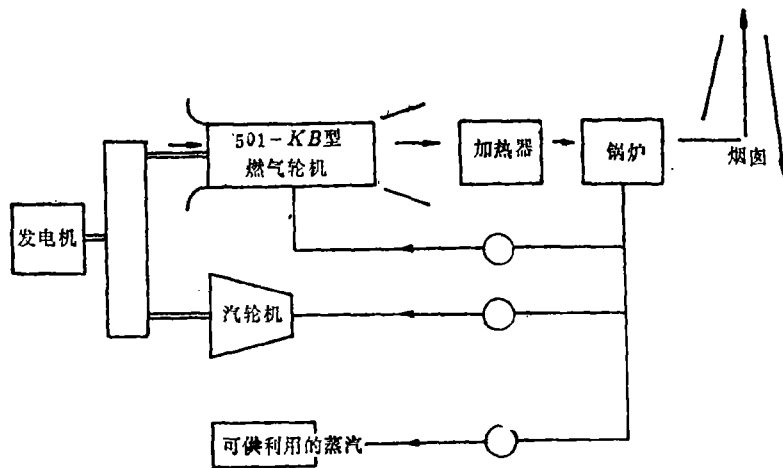 501-KB型
燃气轮机
加热器
锅炉
烟囱
发电机
汽轮机
可供利用的蒸汽